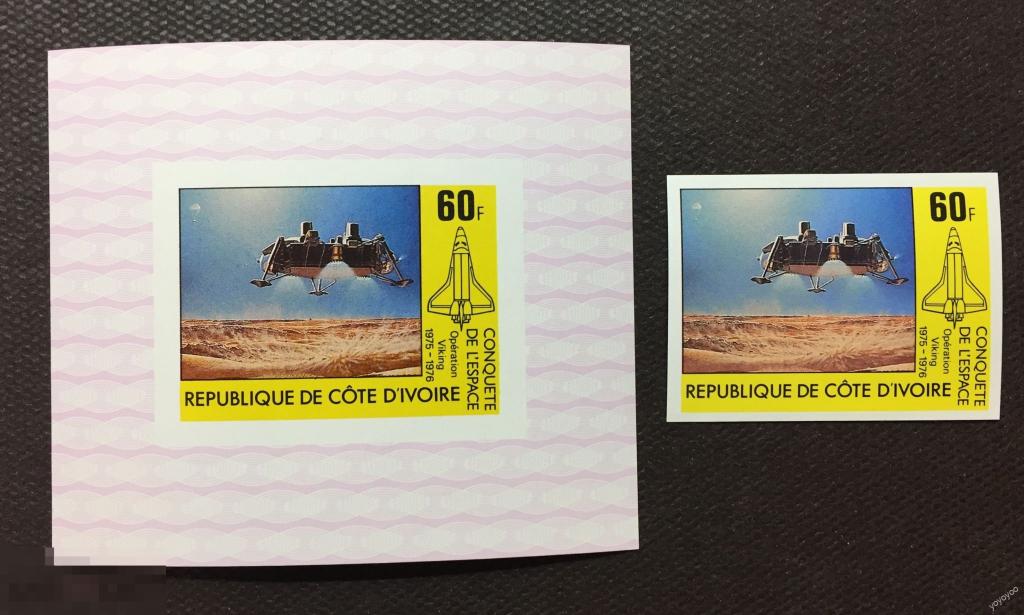 60F
CONQUETE
DE L'ESPACE
Opération
Viking
1975-1976
REPUBLIQUE DE CÔTE D'IVOIRE
60F
CONQUETE
DE L'ESPACE
Opération
Viking
1975-1976
REPUBLIQUE DE CÔTE D'IVOIRE
yoyoyoo